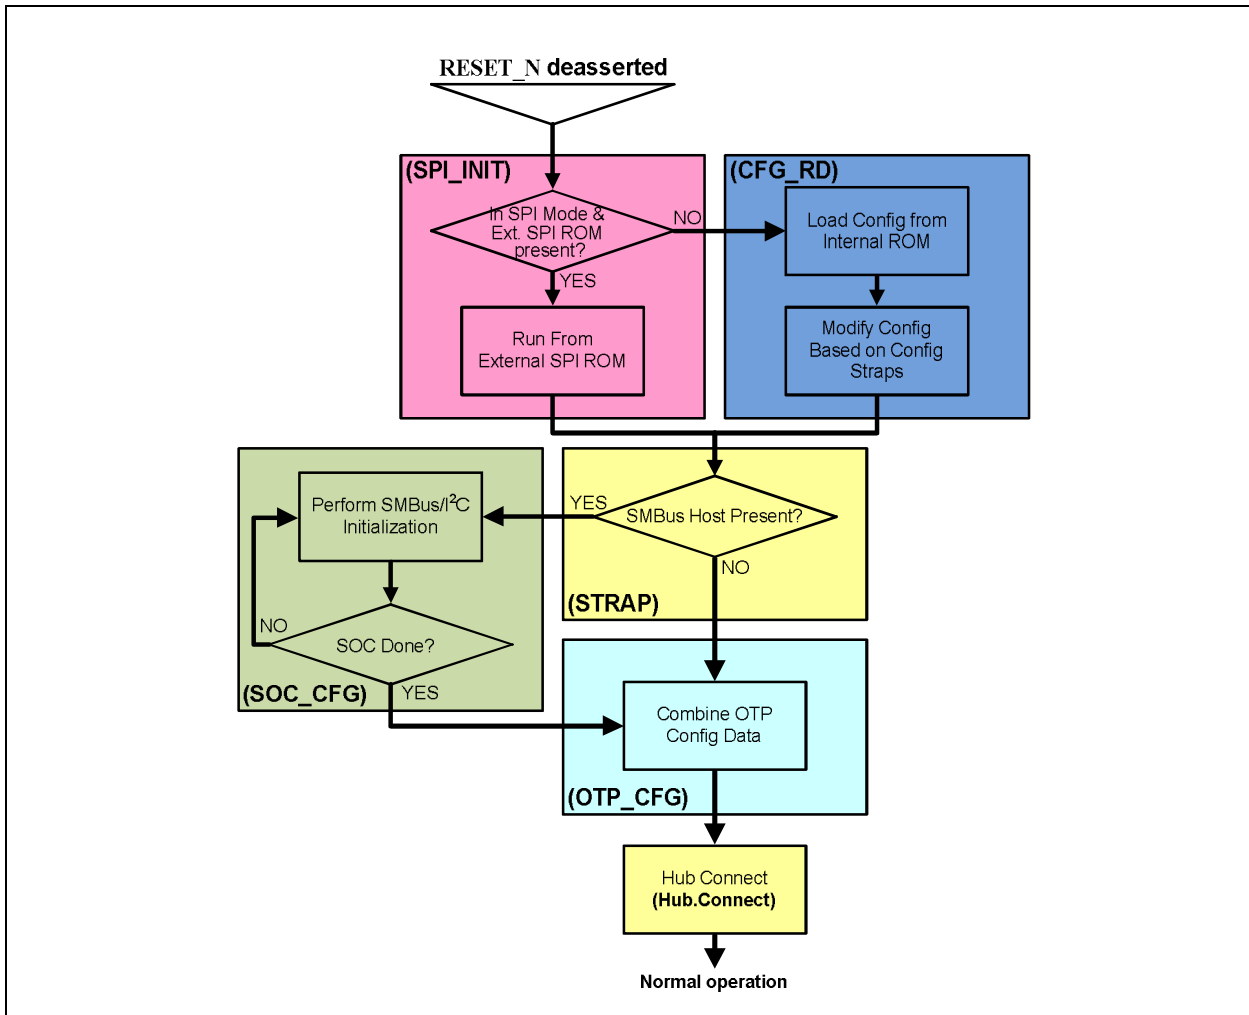 RESET_N deasserted
(SPI_INIT)
In SPI Mode &
Ext. SPI ROM
present?
NO
YES
Run From
External SPI ROM
(CFG_RD)
Load Config from
Internal ROM
Modify Config
Based on Config
Straps
SMBus Host Present?
YES
NO
(STRAP)
Perform SMBus/I²C
Initialization
SOC Done?
NO
YES
(SOC_CFG)
Combine OTP
Config Data
(OTP_CFG)
Hub Connect
(Hub.Connect)
Normal operation